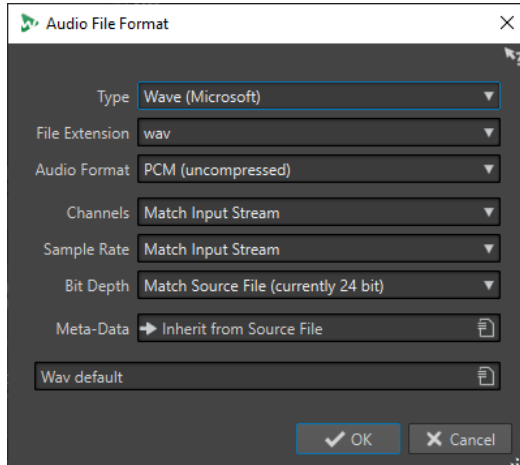 Audio File Format
Type Wave (Microsoft)
File Extension wav
Audio Format PCM (uncompressed)
Channels Match Input Stream
Sample Rate Match Input Stream
Bit Depth Match Source File (currently 24 bit)
Meta-Data Inherit from Source File
Wav default
OK Cancel